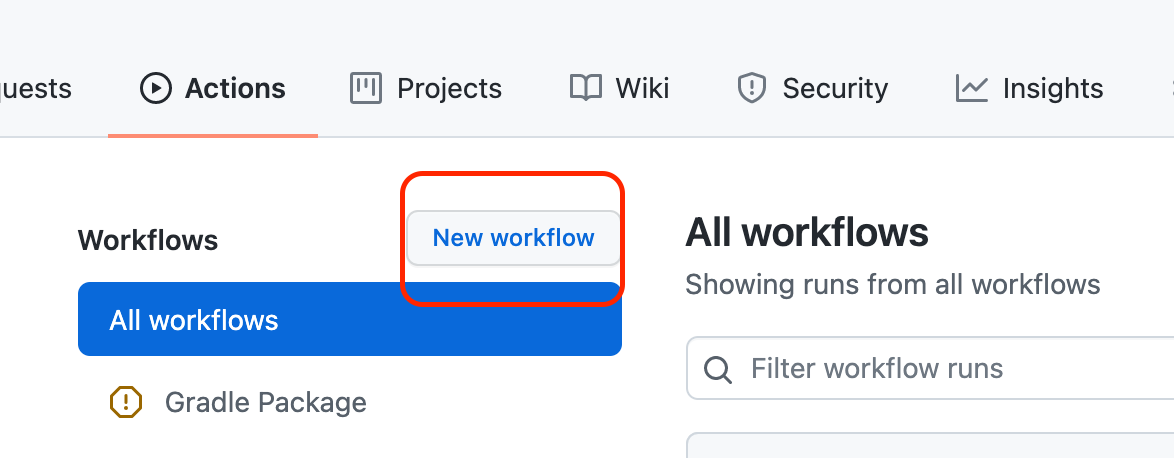 Actions Projects Wiki Security Insights
Workflows
New workflow
All workflows
Gradle Package
All workflows
Showing runs from all workflows
Filter workflow runs